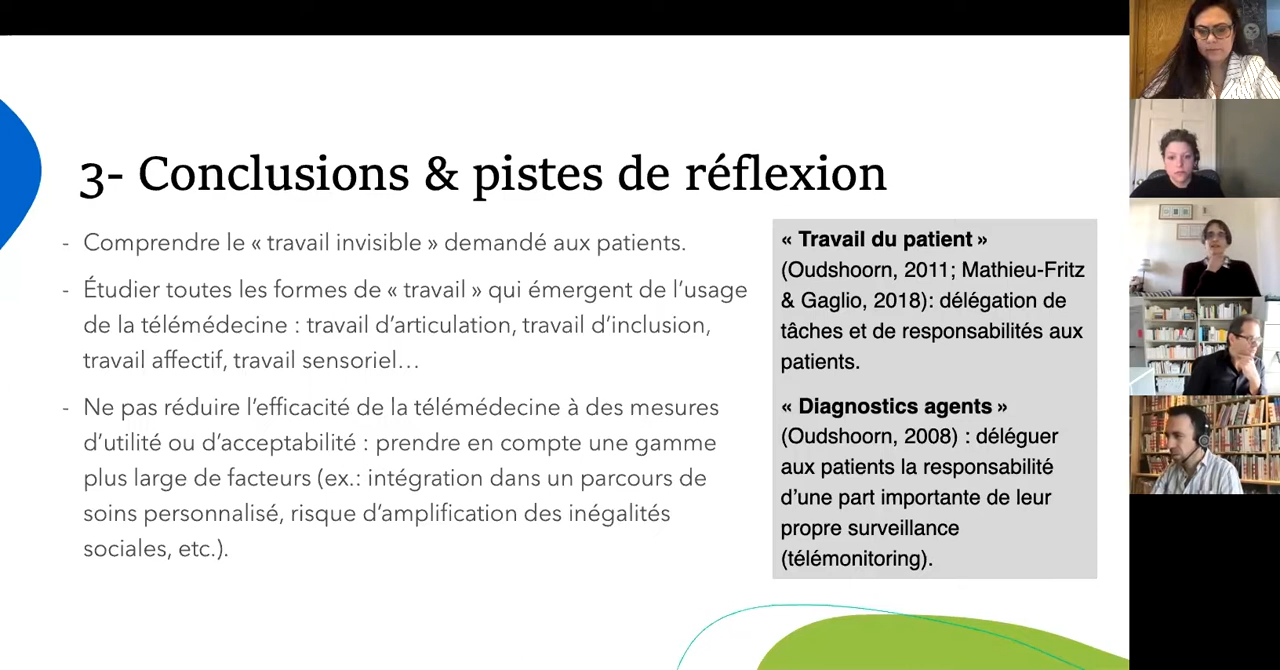 3- Conclusions & pistes de réflexion
- Comprendre le « travail invisible » demandé aux patients.
- Étudier toutes les formes de « travail » qui émergent de l’usage
de la télémédecine : travail d’articulation, travail d’inclusion,
travail affectif, travail sensoriel…
- Ne pas réduire l’efficacité de la télémédecine à des mesures
d’utilité ou d’acceptabilité : prendre en compte une gamme
plus large de facteurs (ex.: intégration dans un parcours de
soins personnalisé, risque d’amplification des inégalités
sociales, etc.).
« Travail du patient »
(Oudshoorn, 2011; Mathieu-Fritz
& Gaglio, 2018): délégation de
tâches et de responsabilités aux
patients.
« Diagnostics agents »
(Oudshoorn, 2008) : déléguer
aux patients la responsabilité
d’une part importante de leur
propre surveillance
(télémonitoring).